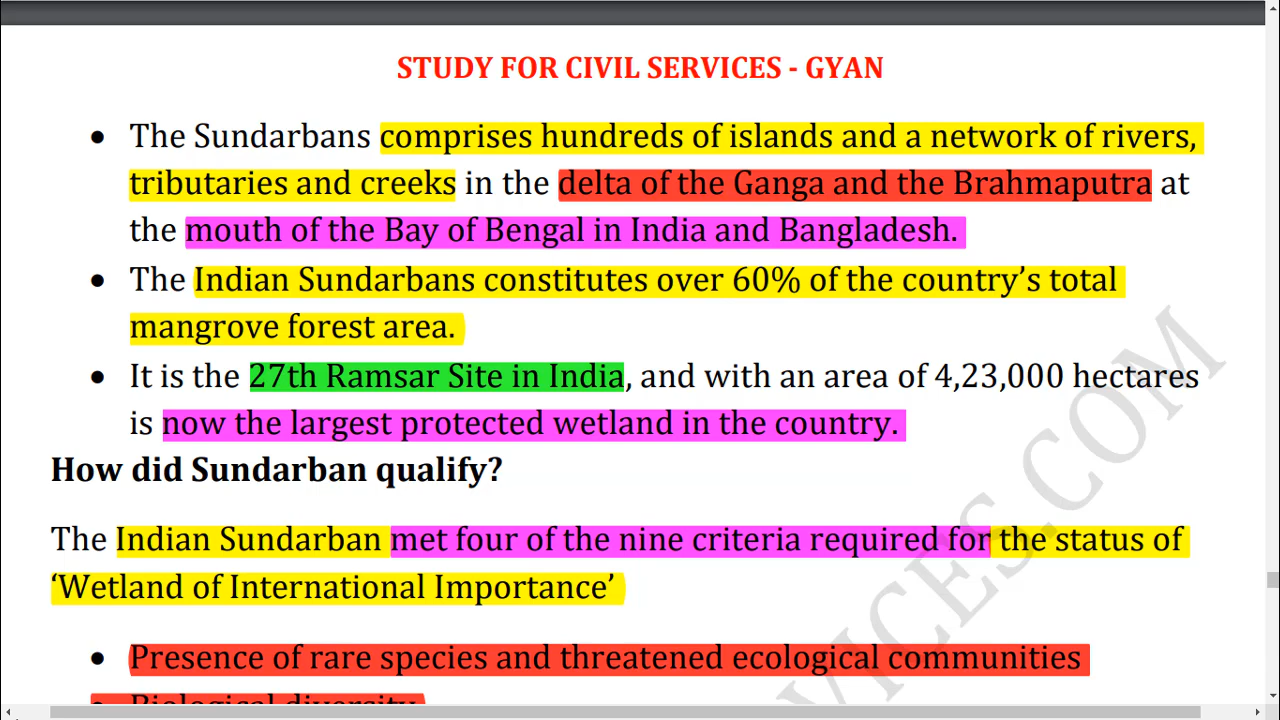 STUDY FOR CIVIL SERVICES - GYAN
• The Sundarbans comprises hundreds of islands and a network of rivers,
tributaries and creeks in the delta of the Ganga and the Brahmaputra at
the mouth of the Bay of Bengal in India and Bangladesh.
• The Indian Sundarbans constitutes over 60% of the country’s total
mangrove forest area.
• It is the 27th Ramsar Site in India, and with an area of 4,23,000 hectares
is now the largest protected wetland in the country.
How did Sundarban qualify?
The Indian Sundarban met four of the nine criteria required for the status of
‘Wetland of International Importance’
• Presence of rare species and threatened ecological communities
• Biological diversity
VICES.COM